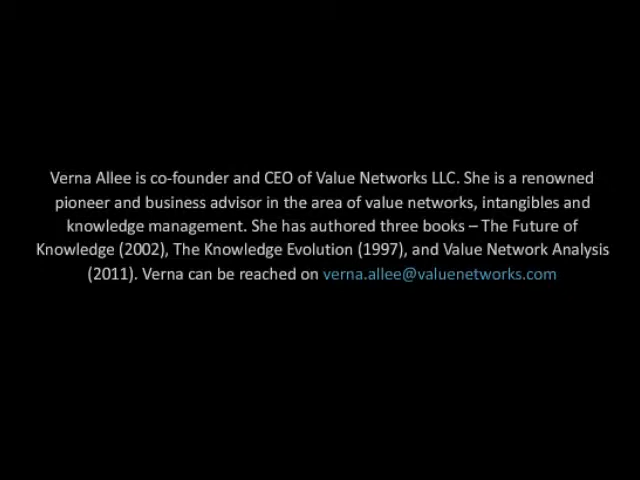 Verna Allee is co-founder and CEO of Value Networks LLC. She is a renowned
pioneer and business advisor in the area of value networks, intangibles and
knowledge management. She has authored three books – The Future of
Knowledge (2002), The Knowledge Evolution (1997), and Value Network Analysis
(2011). Verna can be reached on verna.allee@valuenetworks.com